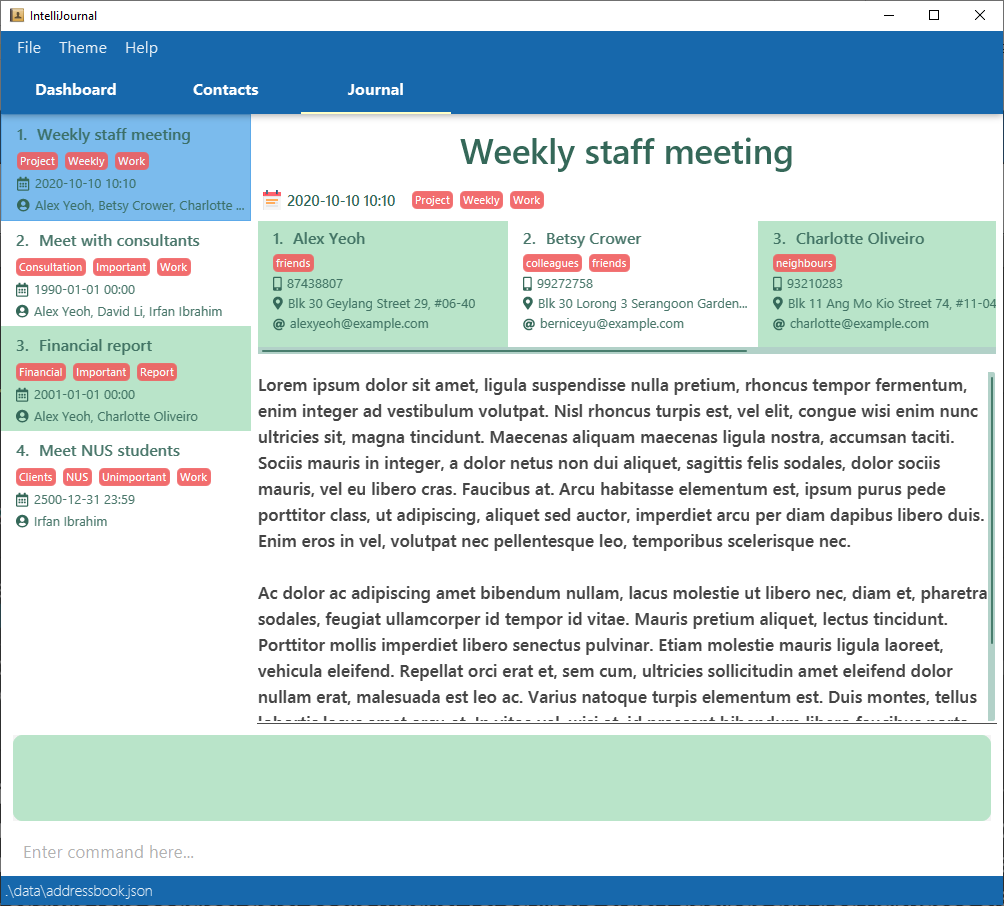 IntelliJournal
File Theme Help
Dashboard Contacts Journal
1. Weekly staff meeting
Project Weekly Work
2020-10-10 10:10
Alex Yeoh, Betsy Crower, Charlotte ...
2. Meet with consultants
Consultation Important Work
1990-01-01 00:00
Alex Yeoh, David Li, Irfan Ibrahim
3. Financial report
Financial Important Report
2001-01-01 00:00
Alex Yeoh, Charlotte Oliveiro
4. Meet NUS students
Clients NUS Unimportant Work
2500-12-31 23:59
Irfan Ibrahim
Weekly staff meeting
2020-10-10 10:10 Project Weekly Work
1. Alex Yeoh
friends
87438807
Blk 30 Geylang Street 29, #06-40
alexyeoh@example.com
2. Betsy Crower
colleagues friends
99272758
Blk 30 Lorong 3 Serangoon Garden...
berniceyu@example.com
3. Charlotte Oliveiro
neighbours
93210283
Blk 11 Ang Mo Kio Street 74, #11-04
charlotte@example.com
Lorem ipsum dolor sit amet, ligula suspendisse nulla pretium, rhoncus tempor fermentum,
enim integer ad vestibulum volutpat. Nisl rhoncus turpis est, vel elit, congue wisi enim nunc
ultricies sit, magna tincidunt. Maecenas aliquam maecenas ligula nostra, accumsan taciti.
Sociis mauris in integer, a dolor netus non dui aliquet, sagittis felis sodales, dolor sociis
mauris, vel eu libero cras. Faucibus at. Arcu habitasse elementum est, ipsum purus pede
porttitor class, ut adipiscing, aliquet sed auctor, imperdiet arcu per diam dapibus libero duis.
Enim eros in vel, volutpat nec pellentesque leo, temporibus scelerisque nec.
Ac dolor ac adipiscing amet bibendum nullam, lacus molestie ut libero nec, diam et, pharetra
sodales, feugiat ullamcorper id tempor id vitae. Mauris pretium aliquet, lectus tincidunt.
Porttitor mollis imperdiet libero senectus pulvinar. Etiam molestie mauris ligula laoreet,
vehicula eleifend. Repellat orci erat et, sem cum, ultricies sollicitudin amet eleifend dolor
nullam erat, malesuada est leo ac. Varius natoque turpis elementum est. Duis montes, tellus
Enter command here...
.\data\addressbook.json